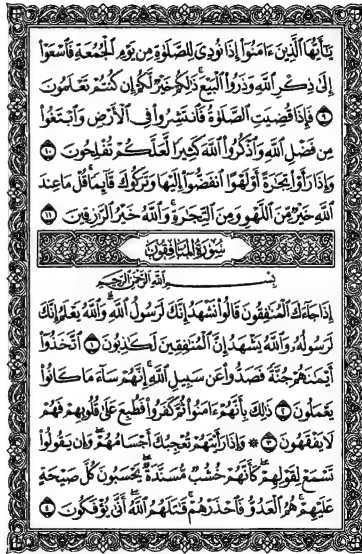 يَـٰٓأَيُّهَا ٱلَّذِينَ ءَامَنُوٓا۟ إِذَا نُودِىَ لِلصَّلَوٰةِ مِن يَوْمِ ٱلْجُمُعَةِ فَٱسْعَوْا۟
إِلَىٰ ذِكْرِ ٱللَّهِ وَذَرُوا۟ ٱلْبَيْعَ ۚ ذَٰلِكُمْ خَيْرٌ لَّكُمْ إِن كُنتُمْ تَعْلَمُونَ
٩ فَإِذَا قُضِيَتِ ٱلصَّلَوٰةُ فَٱنتَشِرُوا۟ فِى ٱلْأَرْضِ وَٱبْتَغُوا۟
مِن فَضْلِ ٱللَّهِ وَٱذْكُرُوا۟ ٱللَّهَ كَثِيرًا لَّعَلَّكُمْ تُفْلِحُونَ ١٠
وَإِذَا رَأَوْا۟ تِجَـٰرَةً أَوْ لَهْوًا ٱنفَضُّوٓا۟ إِلَيْهَا وَتَرَكُوكَ قَآئِمًا ۚ قُلْ مَا عِندَ
ٱللَّهِ خَيْرٌ مِّنَ ٱللَّهْوِ وَمِنَ ٱلتِّجَـٰرَةِ ۚ وَٱللَّهُ خَيْرُ ٱلرَّٰزِقِينَ ١١
سُورَةُ المُنَافِقُونَ
بِسْمِ ٱللَّهِ ٱلرَّحْمَـٰنِ ٱلرَّحِيمِ
إِذَا جَآءَكَ ٱلْمُنَـٰفِقُونَ قَالُوا۟ نَشْهَدُ إِنَّكَ لَرَسُولُ ٱللَّهِ ۗ وَٱللَّهُ يَعْلَمُ إِنَّكَ
لَرَسُولُهُۥ وَٱللَّهُ يَشْهَدُ إِنَّ ٱلْمُنَـٰفِقِينَ لَكَـٰذِبُونَ ١ ٱتَّخَذُوٓا۟
أَيْمَـٰنَهُمْ جُنَّةً فَصَدُّوا۟ عَن سَبِيلِ ٱللَّهِ ۚ إِنَّهُمْ سَآءَ مَا كَانُوا۟
يَعْمَلُونَ ٢ ذَٰلِكَ بِأَنَّهُمْ ءَامَنُوا۟ ثُمَّ كَفَرُوا۟ فَطُبِعَ عَلَىٰ قُلُوبِهِمْ فَهُمْ
لَا يَفْقَهُونَ ٣ ۞ وَإِذَا رَأَيْتَهُمْ تُعْجِبُكَ أَجْسَامُهُمْ ۖ وَإِن يَقُولُوا۟
تَسْمَعْ لِقَوْلِهِمْ ۖ كَأَنَّهُمْ خُشُبٌ مُّسَنَّدَةٌ ۖ يَحْسَبُونَ كُلَّ صَيْحَةٍ
عَلَيْهِمْ ۚ هُمُ ٱلْعَدُوُّ فَٱحْذَرْهُمْ ۚ قَـٰتَلَهُمُ ٱللَّهُ ۖ أَنَّىٰ يُؤْفَكُونَ ٤